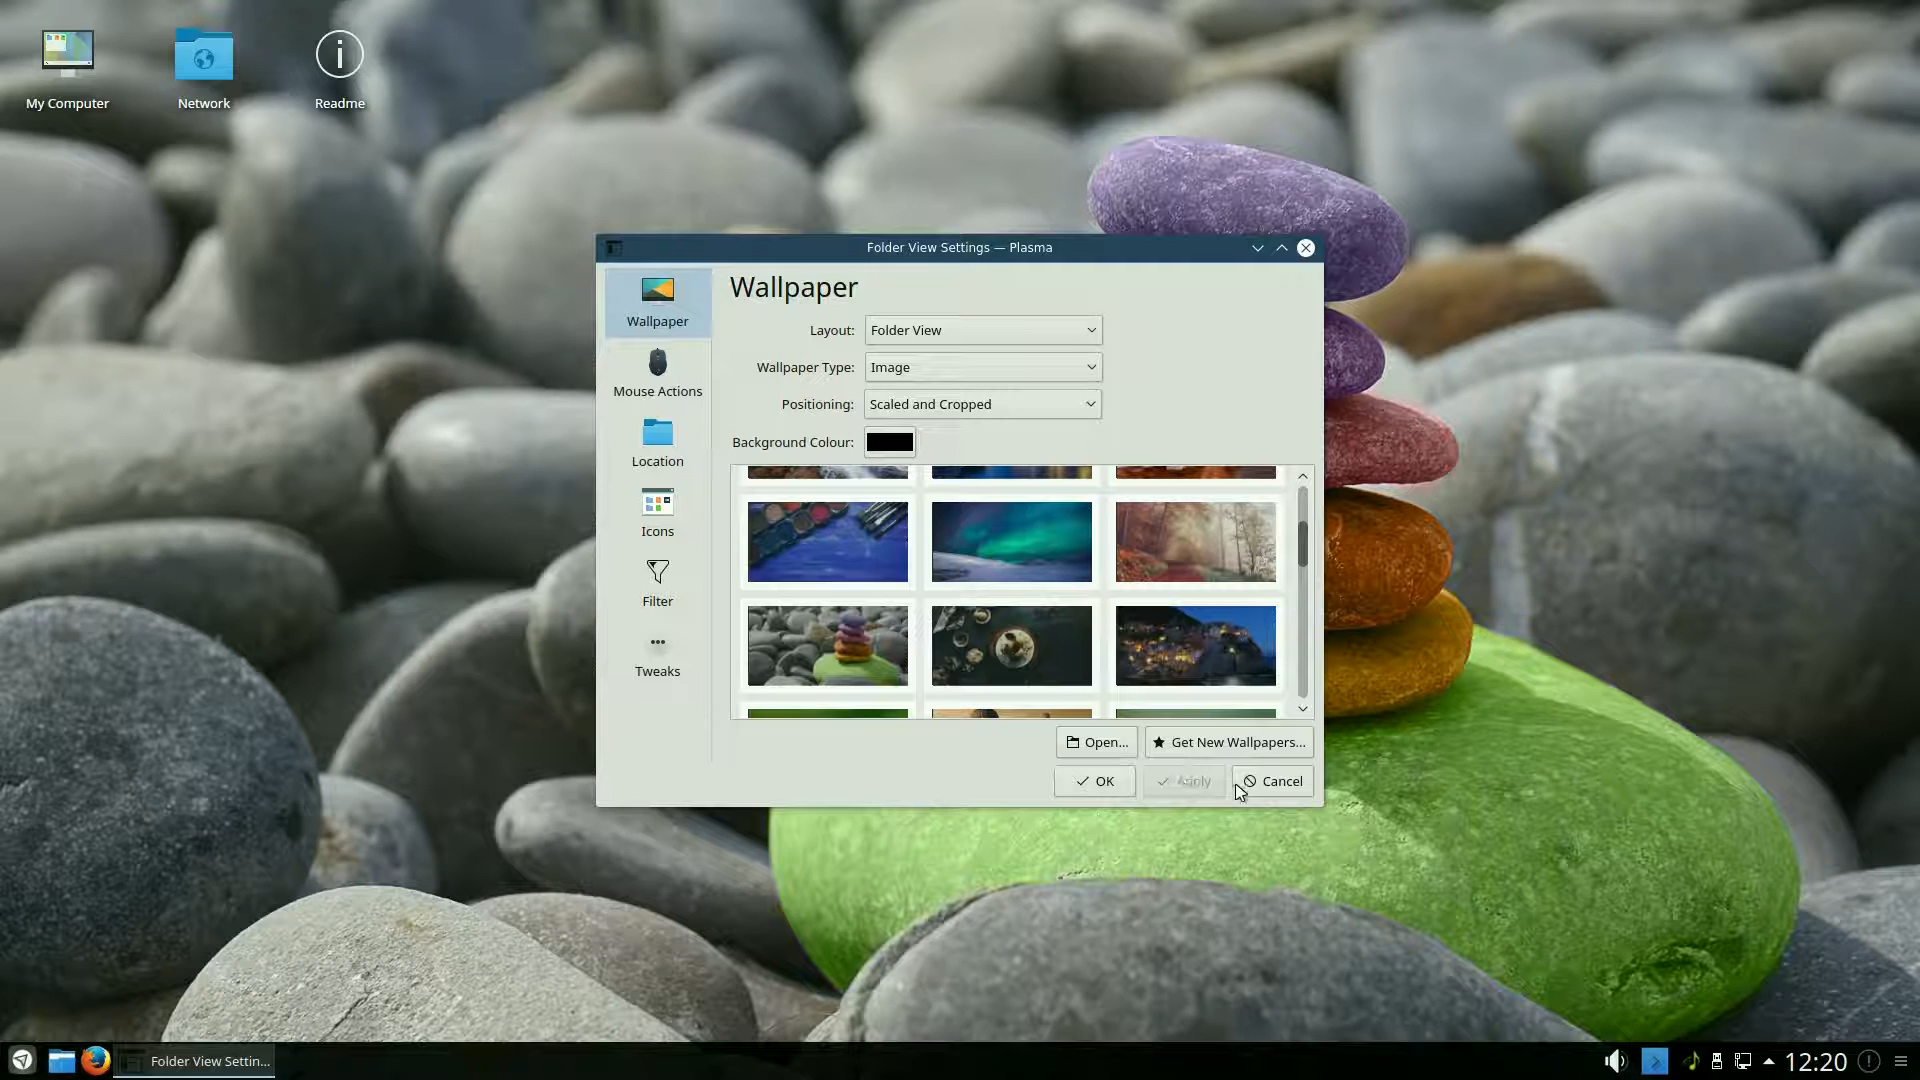 My Computer
Network
Readme
Folder View Settings — Plasma
Wallpaper
Mouse Actions
Location
Icons
Filter
Tweaks
Wallpaper
Layout: Folder View
Wallpaper Type: Image
Positioning: Scaled and Cropped
Background Colour:
Open...
Get New Wallpapers...
OK
Apply
Cancel
Folder View Settin...
12:20